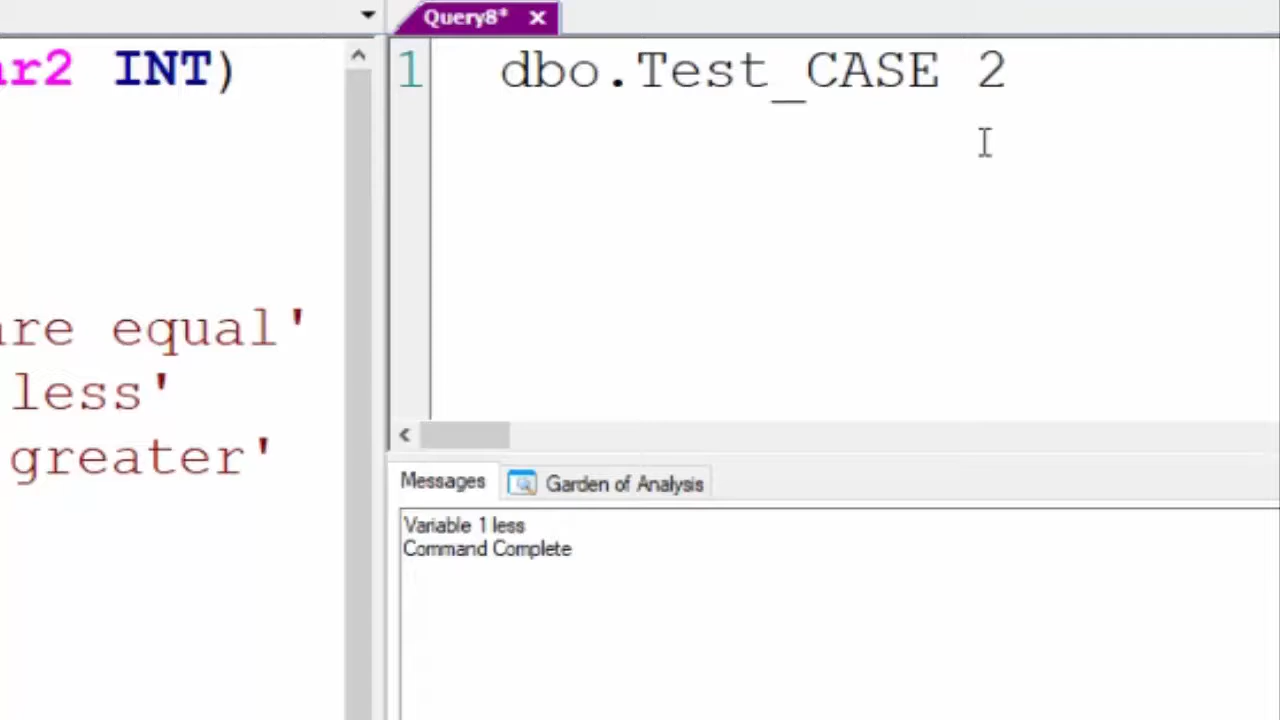 ar2 INT)
are equal'
less'
greater'
Query8*
1 dbo.Test_CASE 2
Messages
Garden of Analysis
Variable 1 less
Command Complete